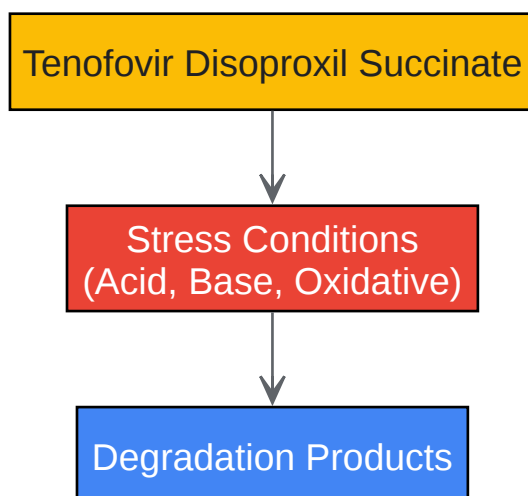 Tenofovir Disoproxil Succinate
Stress Conditions
(Acid, Base, Oxidative)
Degradation Products